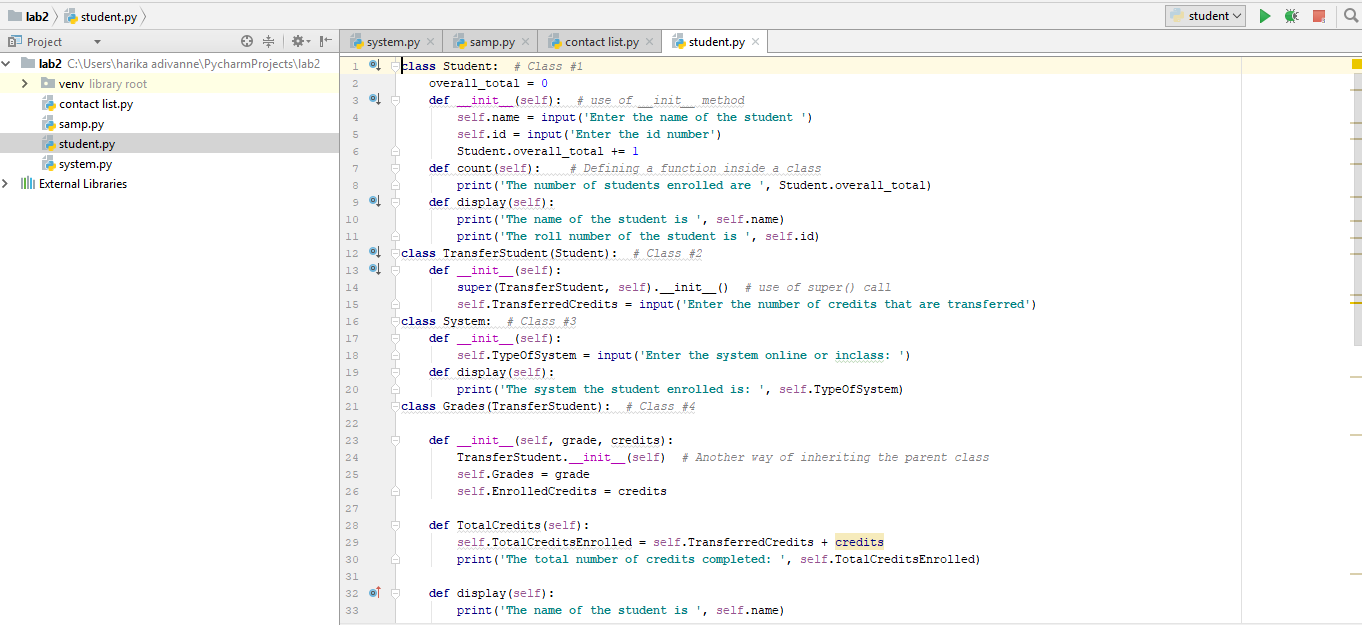 lab2 student.py student
Project system.py samp.py contact list.py student.py
lab2 C:\Users\harika adivanne\PycharmProjects\lab2
venv library root
contact list.py
samp.py
student.py
system.py
External Libraries
1 class Student:  # Class #1
2     overall_total = 0
3     def __init__(self):  # use of __init__ method
4         self.name = input('Enter the name of the student ')
5         self.id = input('Enter the id number')
6         Student.overall_total += 1
7     def count(self):    # Defining a function inside a class
8         print('The number of students enrolled are ', Student.overall_total)
9     def display(self):
10         print('The name of the student is ', self.name)
11         print('The roll number of the student is ', self.id)
12 class TransferStudent(Student):  # Class #2
13     def __init__(self):
14         super(TransferStudent, self).__init__()  # use of super() call
15         self.TransferredCredits = input('Enter the number of credits that are transferred')
16 class System:  # Class #3
17     def __init__(self):
18         self.TypeOfSystem = input('Enter the system online or inclass: ')
19     def display(self):
20         print('The system the student enrolled is: ', self.TypeOfSystem)
21 class Grades(TransferStudent):  # Class #4
22
23     def __init__(self, grade, credits):
24         TransferStudent.__init__(self)  # Another way of inheriting the parent class
25         self.Grades = grade
26         self.EnrolledCredits = credits
27
28     def TotalCredits(self):
29         self.TotalCreditsEnrolled = self.TransferredCredits + credits
30         print('The total number of credits completed: ', self.TotalCreditsEnrolled)
31
32     def display(self):
33         print('The name of the student is ', self.name)